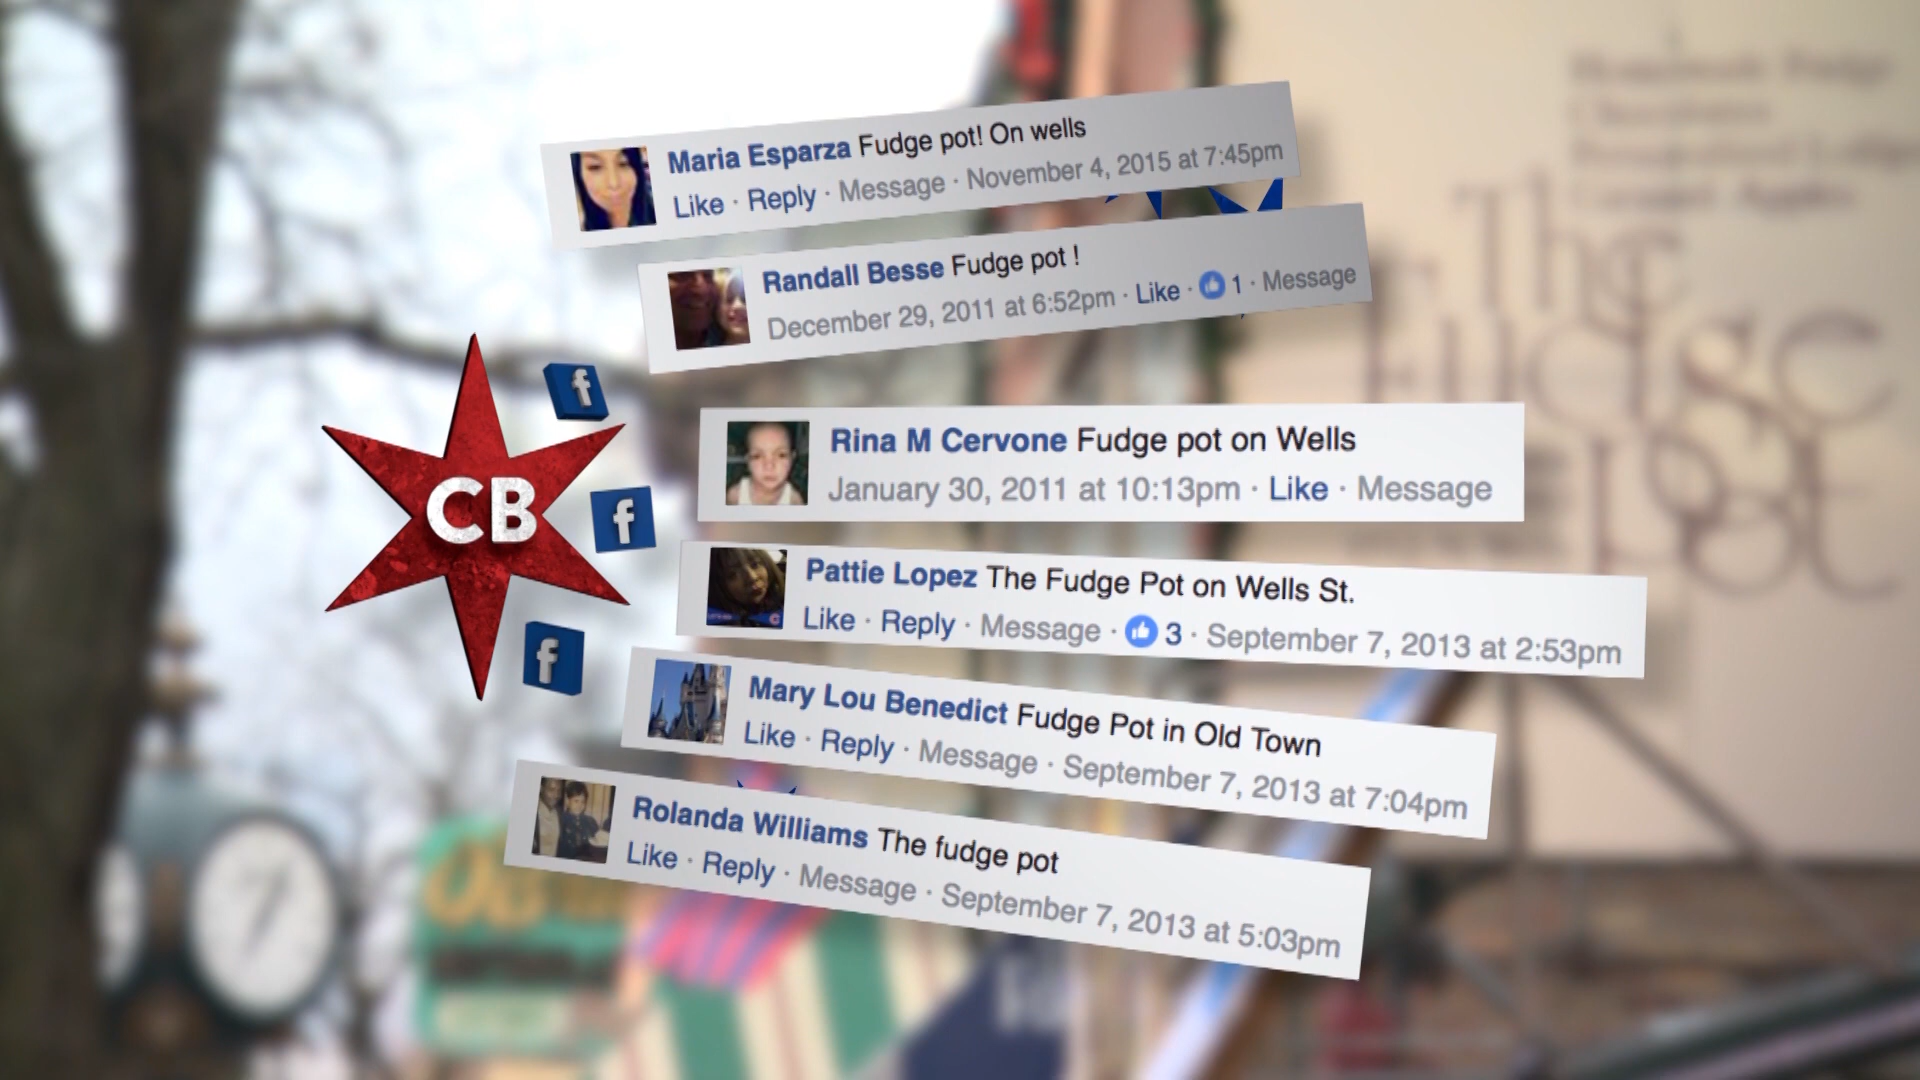 Maria Esparza Fudge pot! On wells
Like · Reply · Message · November 4, 2015 at 7:45pm
Randall Besse Fudge pot !
December 29, 2011 at 6:52pm · Like · 1 · Message
Rina M Cervone Fudge pot on Wells
January 30, 2011 at 10:13pm · Like · Message
CB
f
f
f
Pattie Lopez The Fudge Pot on Wells St.
Like · Reply · Message · 3 · September 7, 2013 at 2:53pm
Mary Lou Benedict Fudge Pot in Old Town
Like · Reply · Message · September 7, 2013 at 7:04pm
Rolanda Williams The fudge pot
Like · Reply · Message · September 7, 2013 at 5:03pm
The
Fudge
Pot